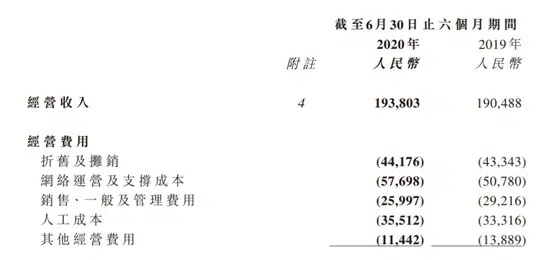 截至6月30日止六個月期間
2020年 2019年
附註 人民幣 人民幣
經營收入 4 193,803 190,488
經營費用
折舊及攤銷 (44,176) (43,343)
網絡運營及支撐成本 (57,698) (50,780)
銷售、一般及管理費用 (25,997) (29,216)
人工成本 (35,512) (33,316)
其他經營費用 (11,442) (13,889)